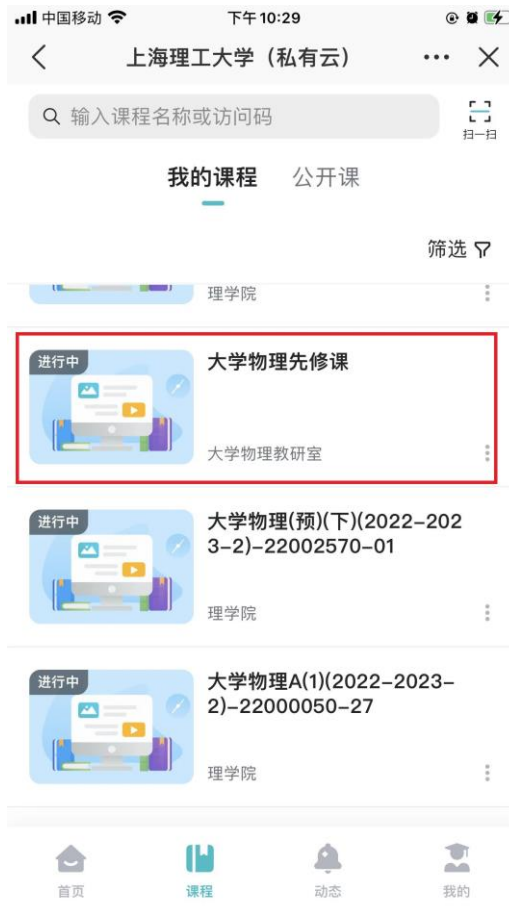 中国移动 下午10:29
上海理工大学（私有云）
输入课程名称或访问码
扫一扫
我的课程 公开课
筛选
理学院
进行中
大学物理先修课
大学物理教研室
进行中
大学物理(预)(下)(2022-202
3-2)-22002570-01
理学院
进行中
大学物理A(1)(2022-2023-
2)-22000050-27
理学院
首页 课程 动态 我的